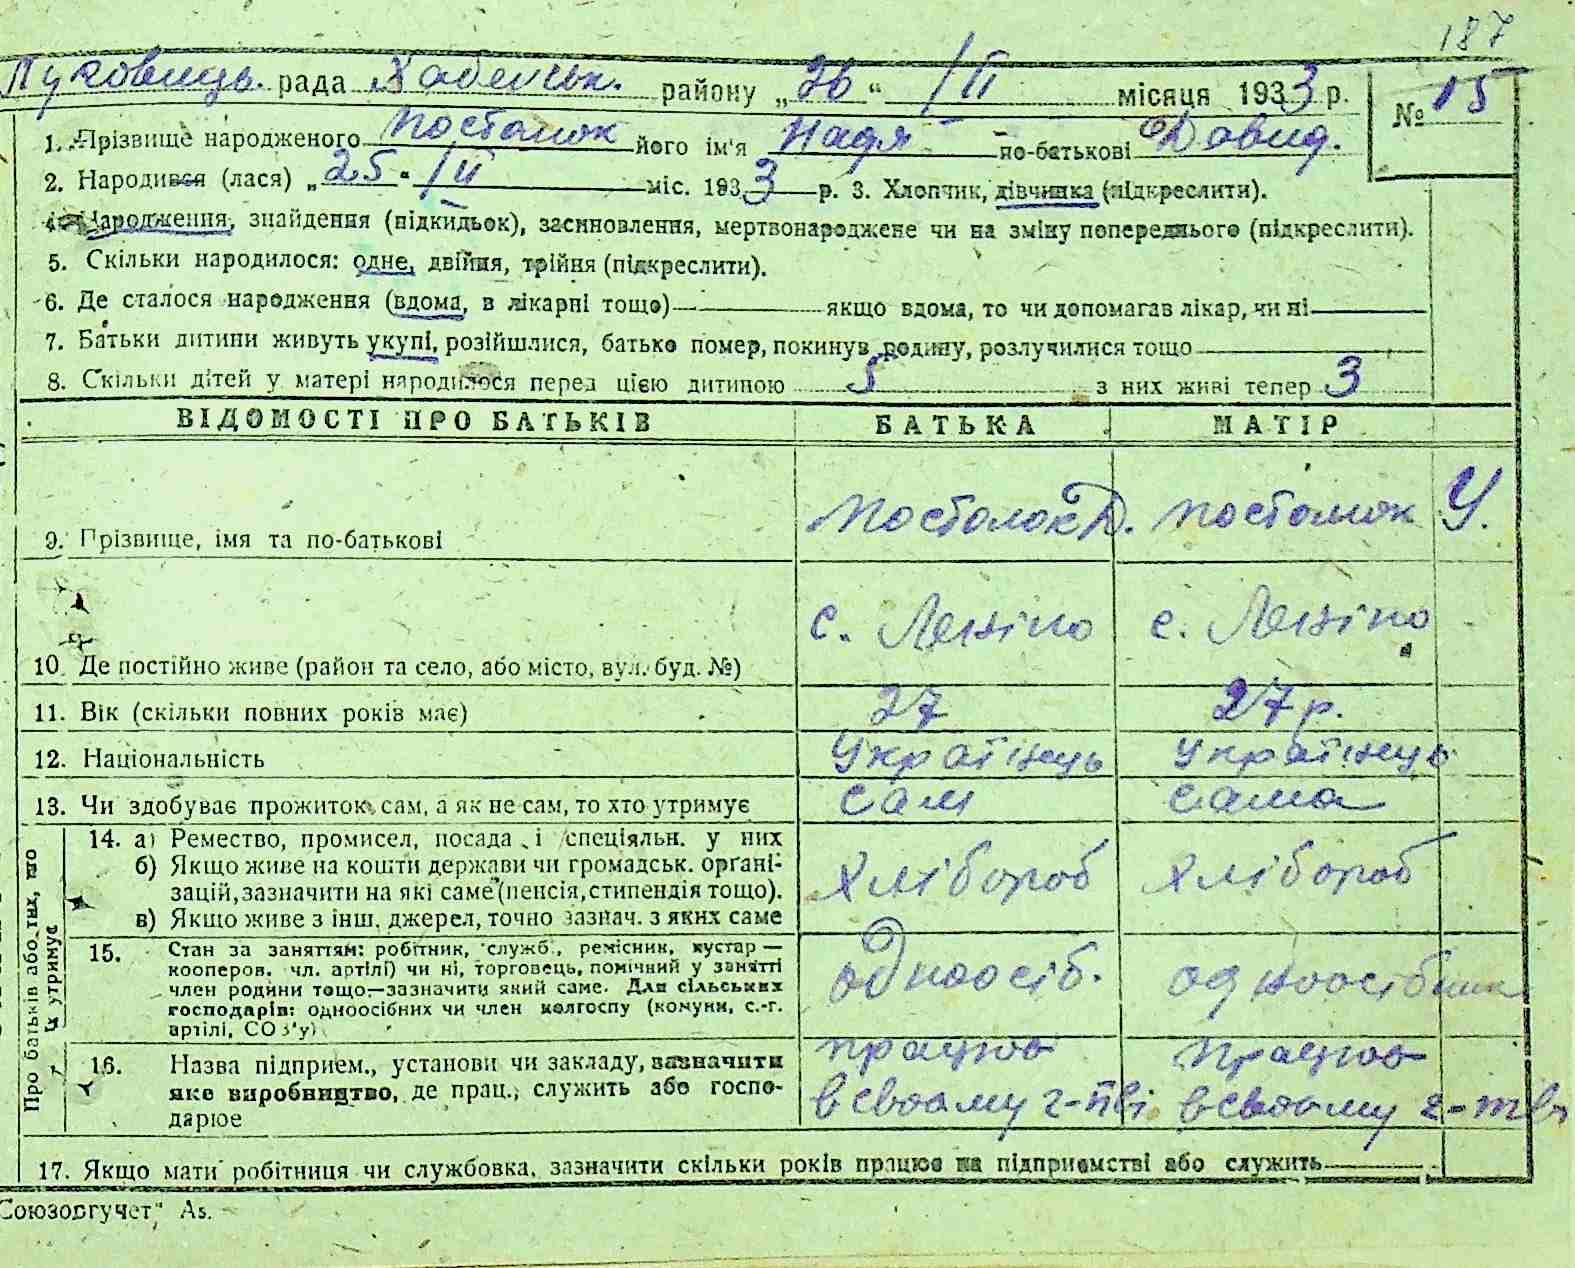 187
Луковиць. рада Хабенськ. району „26“ /ІІ місяця 1933 р. № 15
1. Прізвище народженого Постолюк його ім'я Надя по-батькові Довид.
2. Народився (лася) „25“ /ІІ міс. 1933 р. 3. Хлопчик, дівчинка (підкреслити).
4. Народження, знайдення (підкидьок), засиновлення, мертвонароджене чи на зміну попереднього (підкреслити).
5. Скільки народилося: одне, двійня, трійня (підкреслити).
6. Де сталося народження (вдома, в лікарні тощо) якщо вдома, то чи допомагав лікар, чи ні
7. Батьки дитини живуть укупі, розійшлися, батько помер, покинув родину, розлучилися тощо
8. Скільки дітей у матері народилося перед цією дитиною 5 з них живі тепер 3
ВІДОМОСТІ ПРО БАТЬКІВ БАТЬКА МАТІР
9. Прізвище, імя та по-батькові Постолюк Д. Постолюк У.
10. Де постійно живе (район та село, або місто, вул. буд. №) с. Леніно с. Леніно
11. Вік (скільки повних років має) 27 27 р.
12. Національність Українець Українець
13. Чи здобуває прожиток сам, а як не сам, то хто утримує сам сама
Про батьків або тих, що їх утримує
14. а) Ремество, промисел, посада і спеціяльн. у них
б) Якщо живе на кошти держави чи громадськ. органі-
зацій, зазначити на які саме (пенсія, стипендія тощо). Хлібороб Хлібороб
в) Якщо живе з інш. джерел, точно зазнач. з яких саме
15. Стан за заняттям: робітник, служб., ремісник, кустар —
кооперов. чл. артілі) чи ні, торговець, помічний у занятті
член родини тощо,—зазначити який саме. Для сільських одноосіб. одноосібник
господарів: одноосібних чи член колгоспу (комуни, с.-г.
артілі, СОЗ'у)
16. Назва підприєм., установи чи закладу, зазначити працює працює
яке виробництво, де прац., служить або госпо- в своєму г-тві в своєму г-тві
дарює
17. Якщо мати робітниця чи службовка, зазначити скільки років працює на підприємстві або служить
Союзоргучет" Аs.